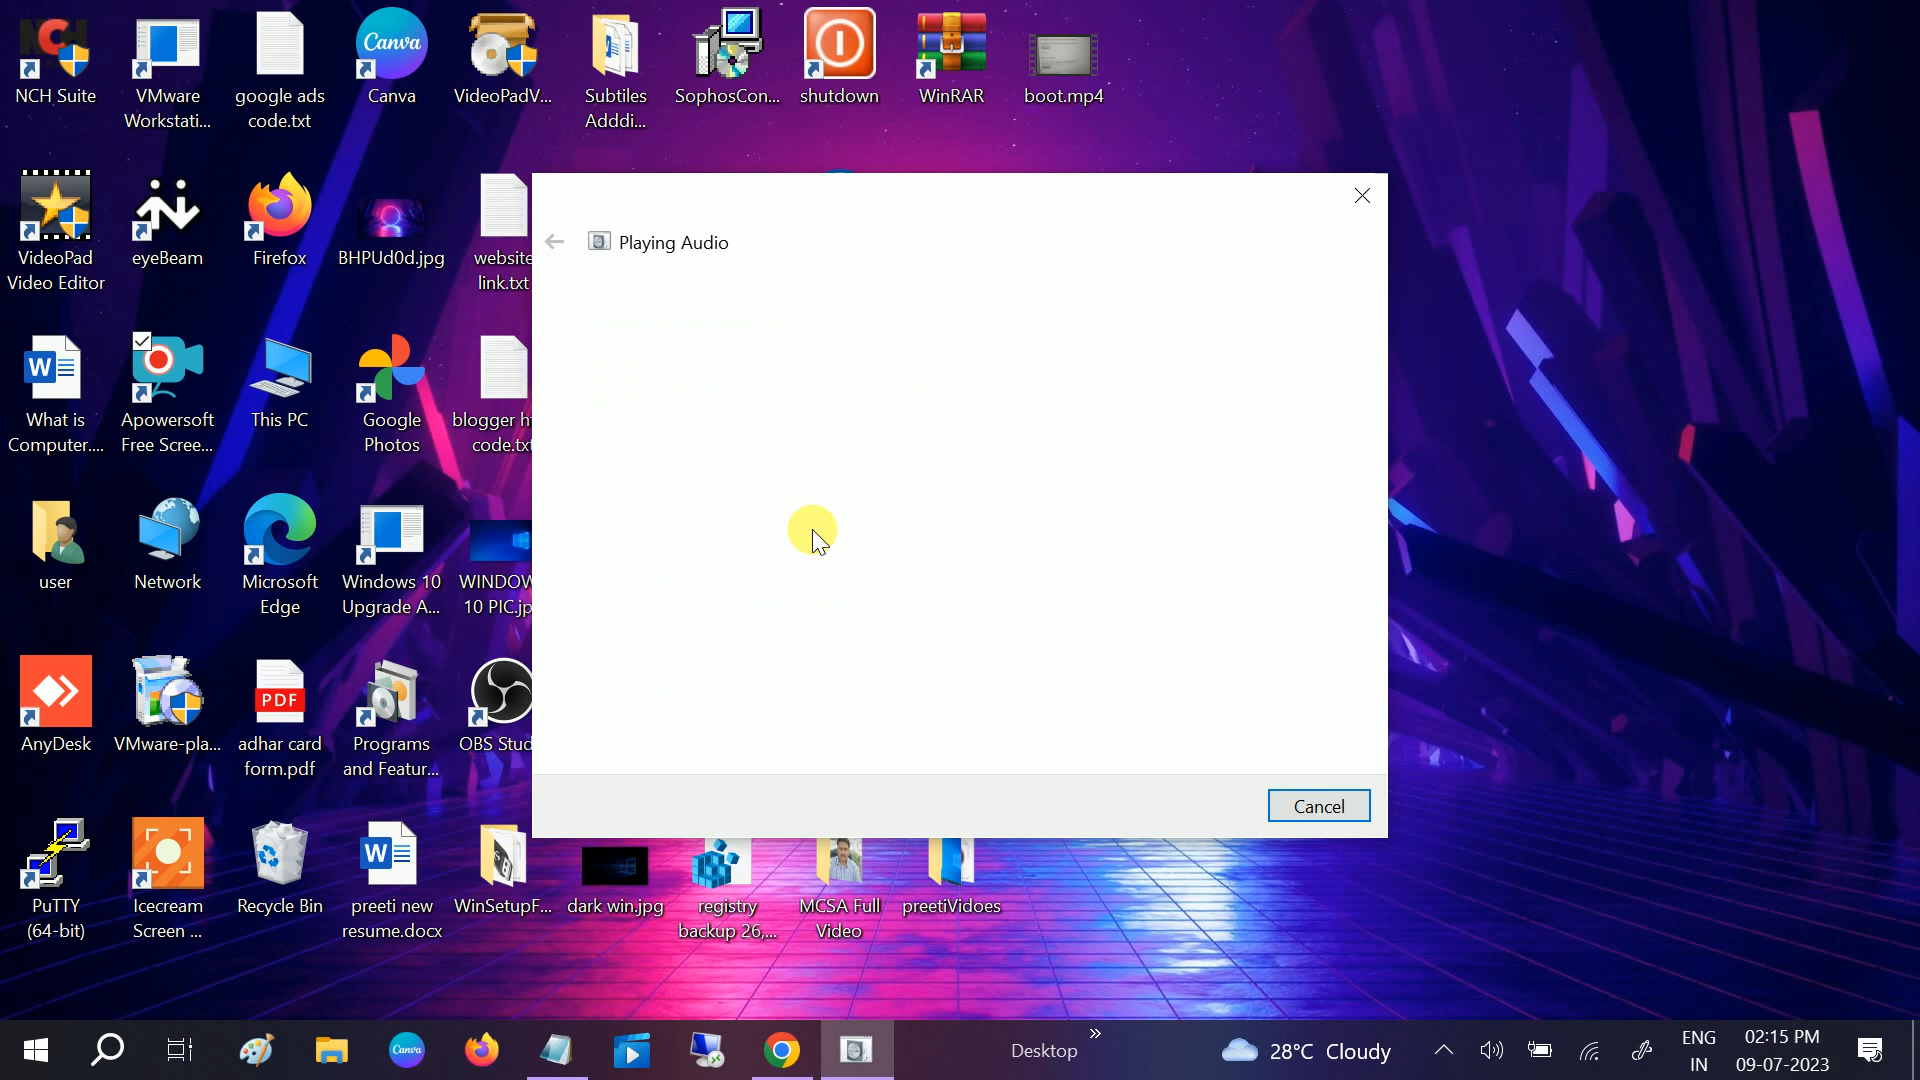 NCH Suite
VMware
Workstati...
google ads
code.txt
Canva
Canva
VideoPadV...
Subtiles
Adddi...
SophosCon...
shutdown
WinRAR
boot.mp4
VideoPad
Video Editor
eyeBeam
Firefox
BHPUd0d.jpg
website
link.txt
Playing Audio
What is
Computer....
Apowersoft
Free Scree...
This PC
Google
Photos
blogger h
code.txt
user
Network
Microsoft
Edge
Windows 10
Upgrade A...
WINDOW
10 PIC.jp
AnyDesk
VMware-pla...
PDF
adhar card
form.pdf
Programs
and Featur...
OBS Stud
Cancel
PuTTY
(64-bit)
Icecream
Screen ...
Recycle Bin
preeti new
resume.docx
WinSetupF...
dark win.jpg
registry
backup 26,...
MCSA Full
Video
preetiVidoes
Canva
Desktop
28°C Cloudy
ENG
IN
02:15 PM
09-07-2023